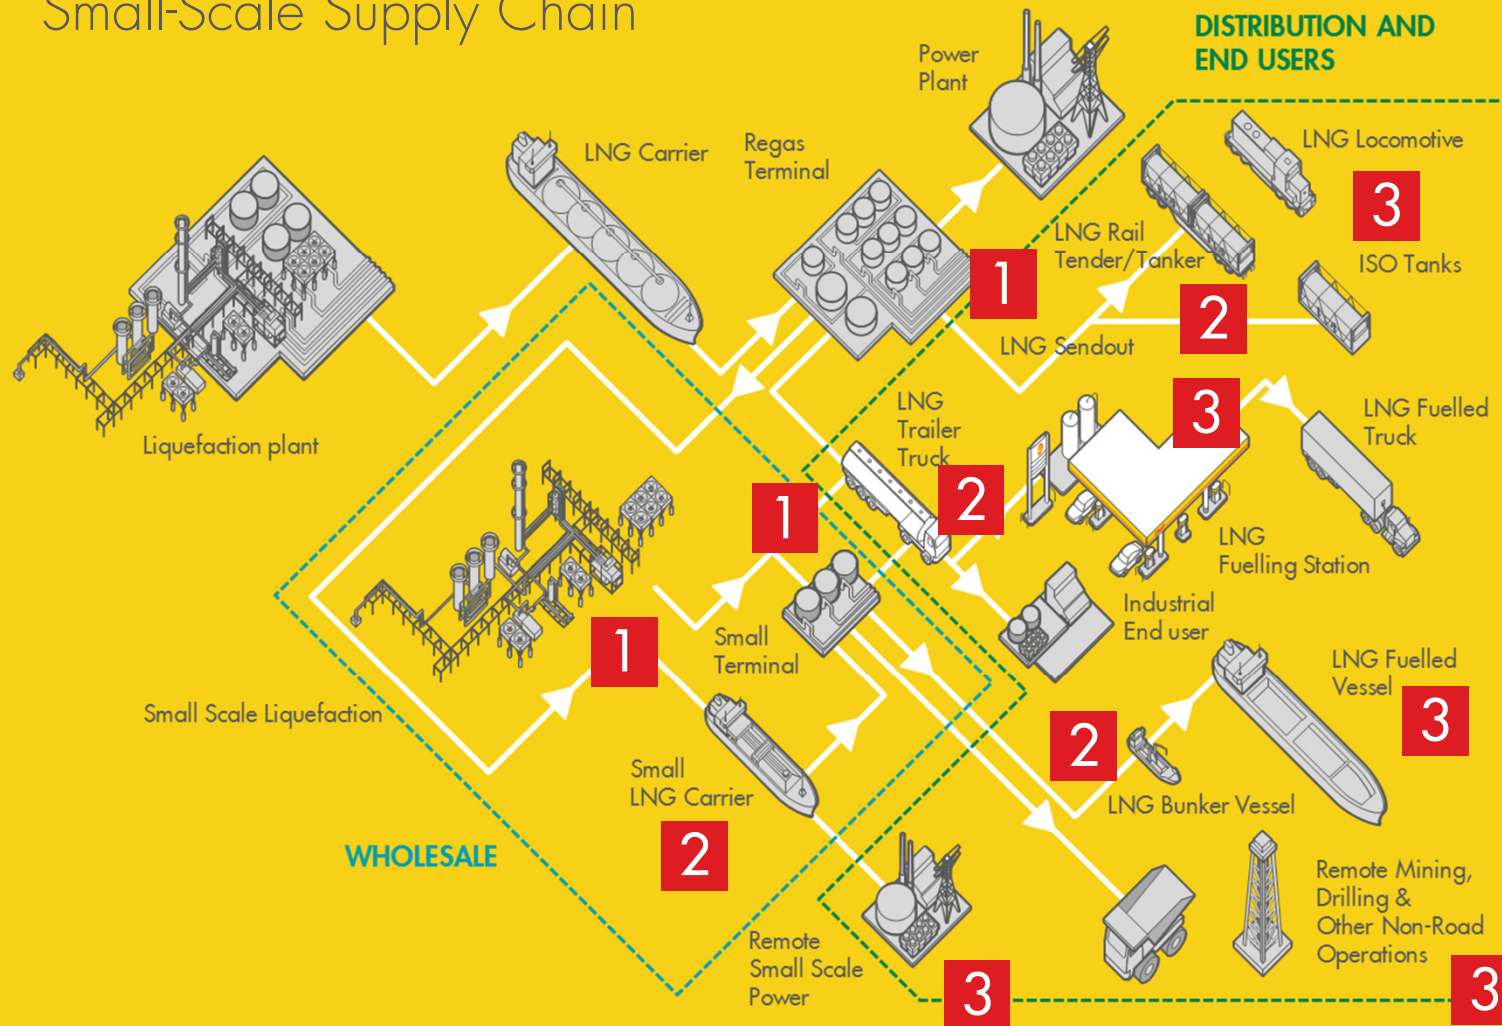 Small-Scale Supply Chain
DISTRIBUTION AND
END USERS
Power
Plant
LNG Carrier
Regas
Terminal
LNG Locomotive
3
LNG Rail
Tender/Tanker
ISO Tanks
1
2
LNG Sendout
Liquefaction plant
LNG
Trailer
Truck
3
LNG Fuelled
Truck
2
1
LNG
Fuelling Station
Industrial
End user
Small
Terminal
1
LNG Fuelled
Vessel
3
Small Scale Liquefaction
2
Small
LNG Carrier
LNG Bunker Vessel
2
WHOLESALE
Remote Mining,
Drilling &
Other Non-Road
Operations
Remote
Small Scale
Power
3
3